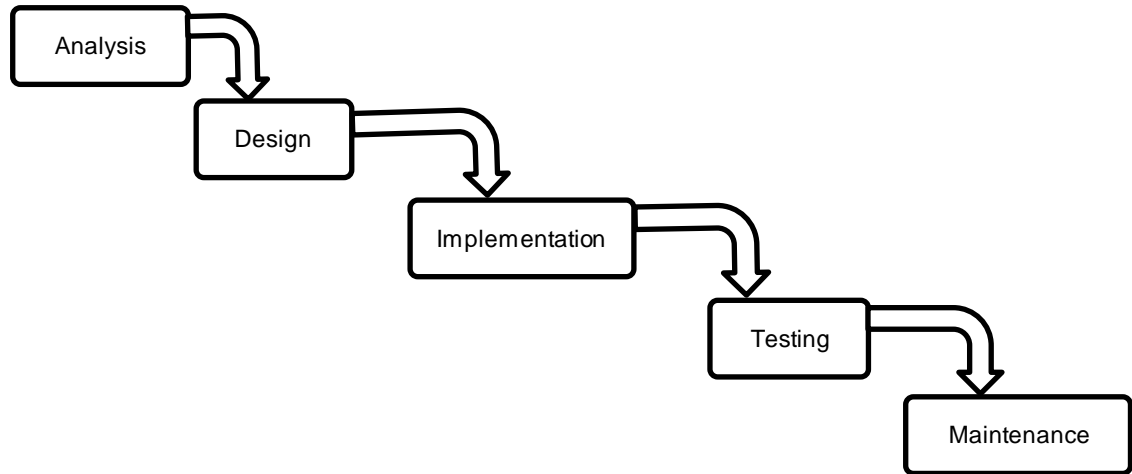 Analysis
Design
Implementation
Testing
Maintenance